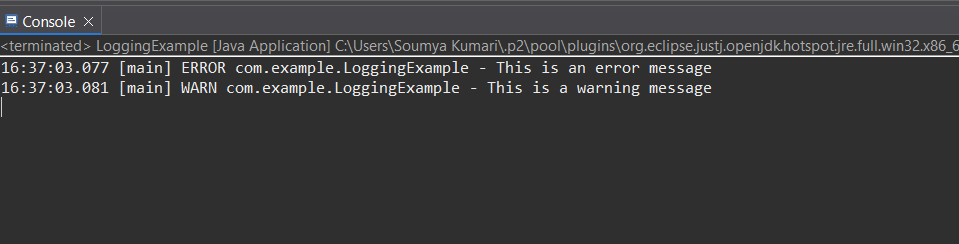 Console
<terminated> LoggingExample [Java Application] C:\Users\Soumya Kumari\.p2\pool\plugins\org.eclipse.justj.openjdk.hotspot.jre.full.win32.x86_6
16:37:03.077 [main] ERROR com.example.LoggingExample - This is an error message
16:37:03.081 [main] WARN com.example.LoggingExample - This is a warning message